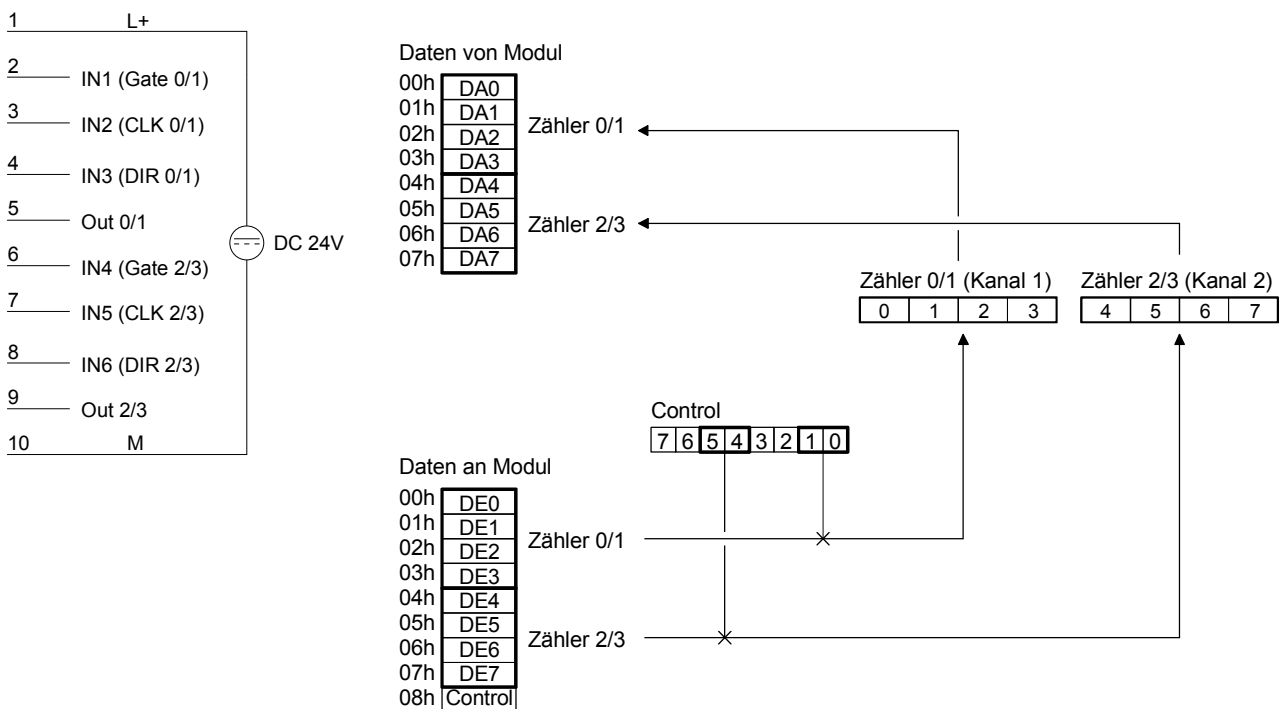 1 L+
2 IN1 (Gate 0/1)
3 IN2 (CLK 0/1)
4 IN3 (DIR 0/1)
5 Out 0/1
6 IN4 (Gate 2/3)
7 IN5 (CLK 2/3)
8 IN6 (DIR 2/3)
9 Out 2/3
10 M
DC 24V
Daten von Modul
00h DA0
01h DA1
02h DA2
03h DA3
Zähler 0/1
04h DA4
05h DA5
06h DA6
07h DA7
Zähler 2/3
Zähler 0/1 (Kanal 1)
0 1 2 3
Zähler 2/3 (Kanal 2)
4 5 6 7
Control
7 6 5 4 3 2 1 0
Daten an Modul
00h DE0
01h DE1
02h DE2
03h DE3
Zähler 0/1
04h DE4
05h DE5
06h DE6
07h DE7
Zähler 2/3
08h Control